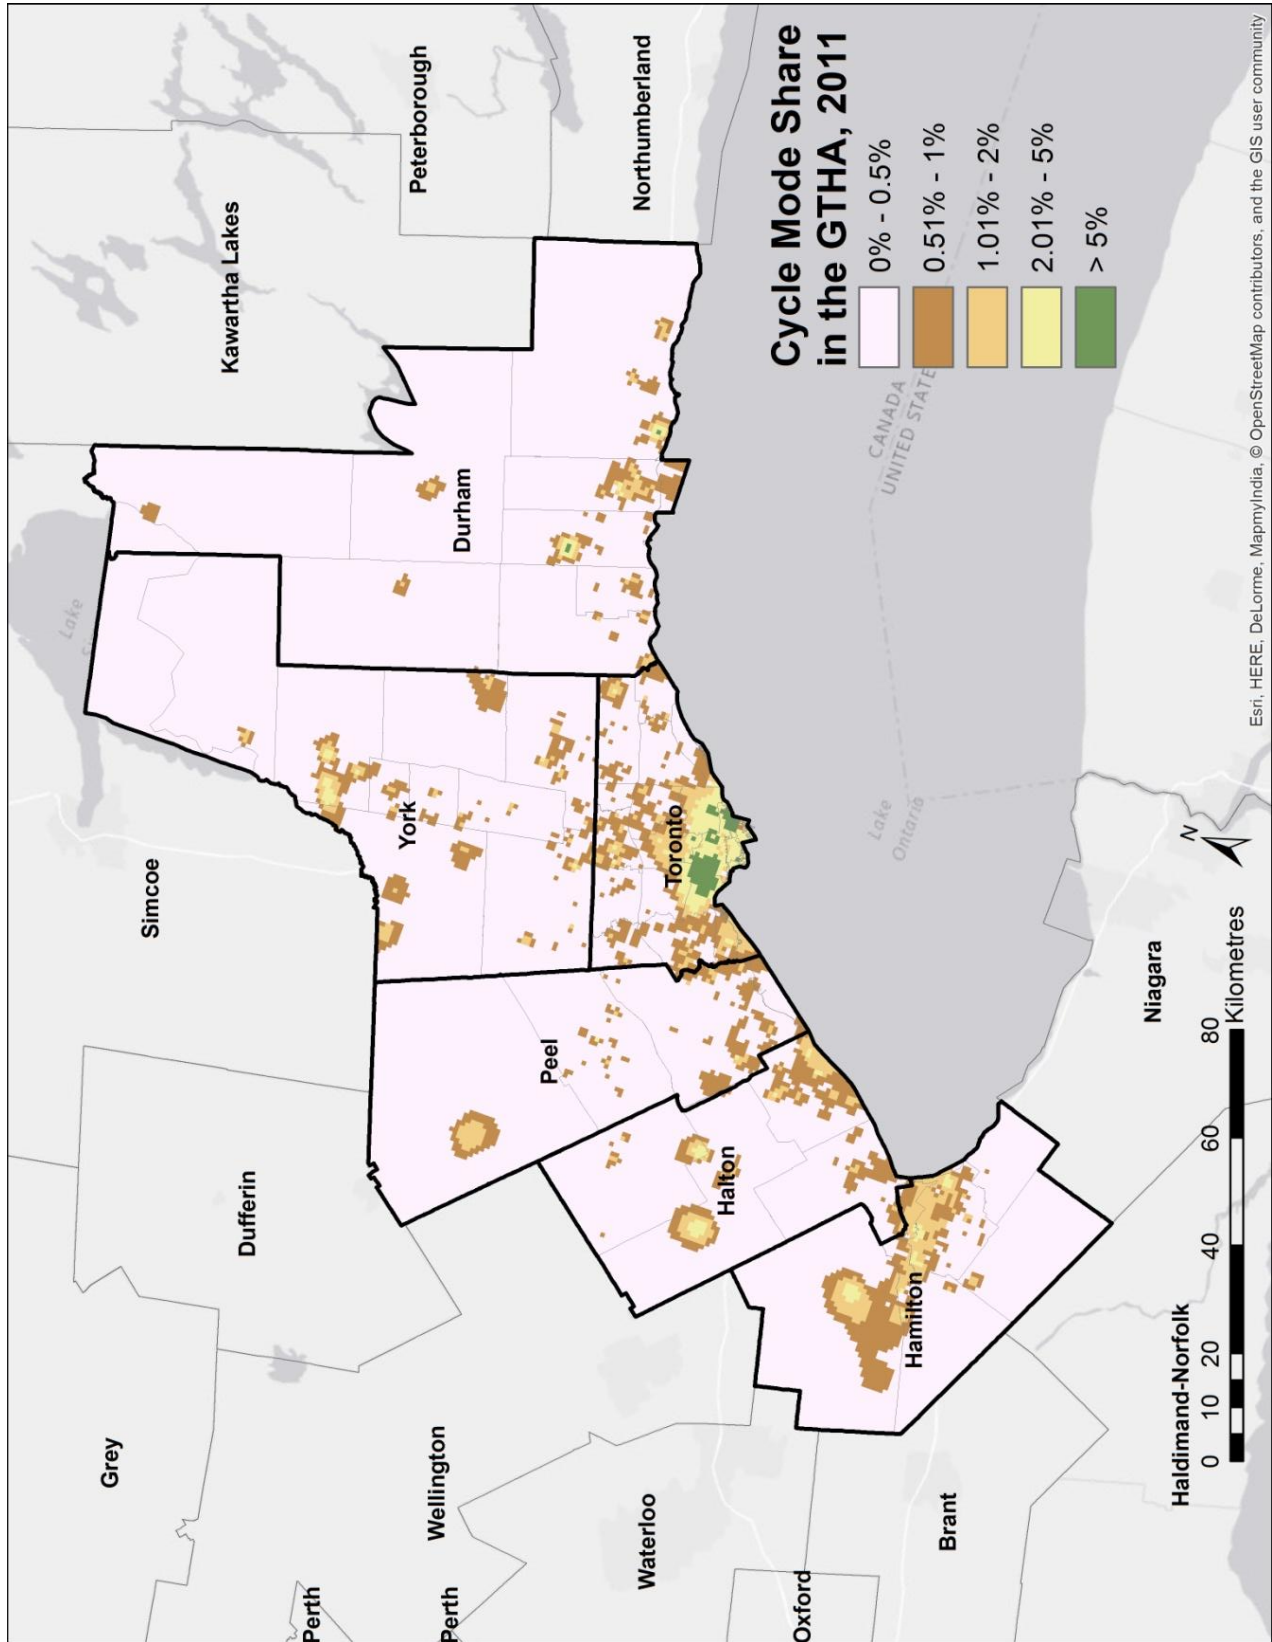 Cycle Mode Share
in the GTHA, 2011
0% - 0.5%
0.51% - 1%
1.01% - 2%
2.01% - 5%
> 5%
Grey
Dufferin
Simcoe
Kawartha Lakes
Peterborough
Northumberland
Perth
Perth
Wellington
Waterloo
Oxford
Brant
Haldimand-Norfolk
Niagara
Lake
York
Durham
Peel
Toronto
Halton
Hamilton
Lake
Ontario
CANADA
UNITED STATE
N
0 10 20 40 60 80
Kilometres
Esri, HERE, DeLorme, MapmyIndia, © OpenStreetMap contributors, and the GIS user community